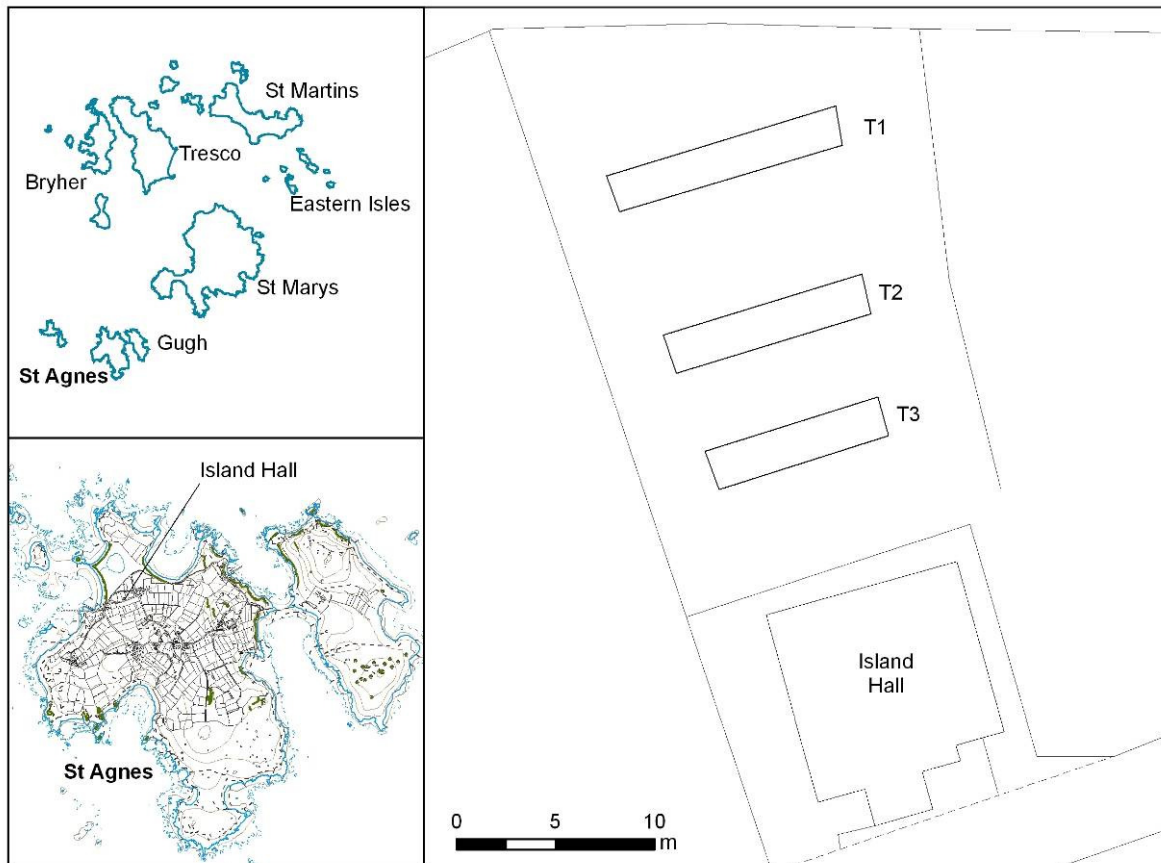 St Martins
Tresco
Bryher
Eastern Isles
St Marys
Gugh
St Agnes
Island Hall
St Agnes
T1
T2
T3
Island
Hall
0 5 10
m